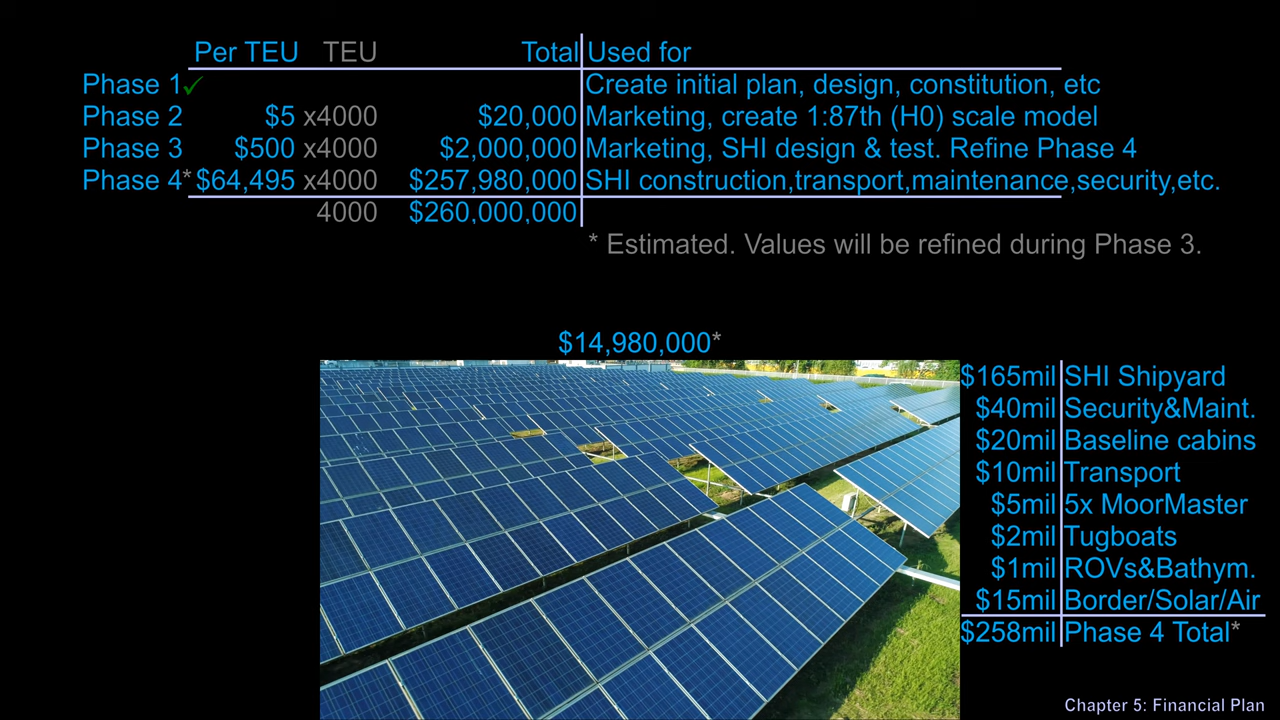 Per TEU TEU Total Used for
Phase 1✓ Create initial plan, design, constitution, etc
Phase 2 $5 x4000 $20,000 Marketing, create 1:87th (H0) scale model
Phase 3 $500 x4000 $2,000,000 Marketing, SHI design & test. Refine Phase 4
Phase 4* $64,495 x4000 $257,980,000 SHI construction,transport,maintenance,security,etc.
4000 $260,000,000
* Estimated. Values will be refined during Phase 3.
$14,980,000*
$165mil SHI Shipyard
$40mil Security&Maint.
$20mil Baseline cabins
$10mil Transport
$5mil 5x MoorMaster
$2mil Tugboats
$1mil ROVs&Bathym.
$15mil Border/Solar/Air
$258mil Phase 4 Total*
Chapter 5: Financial Plan